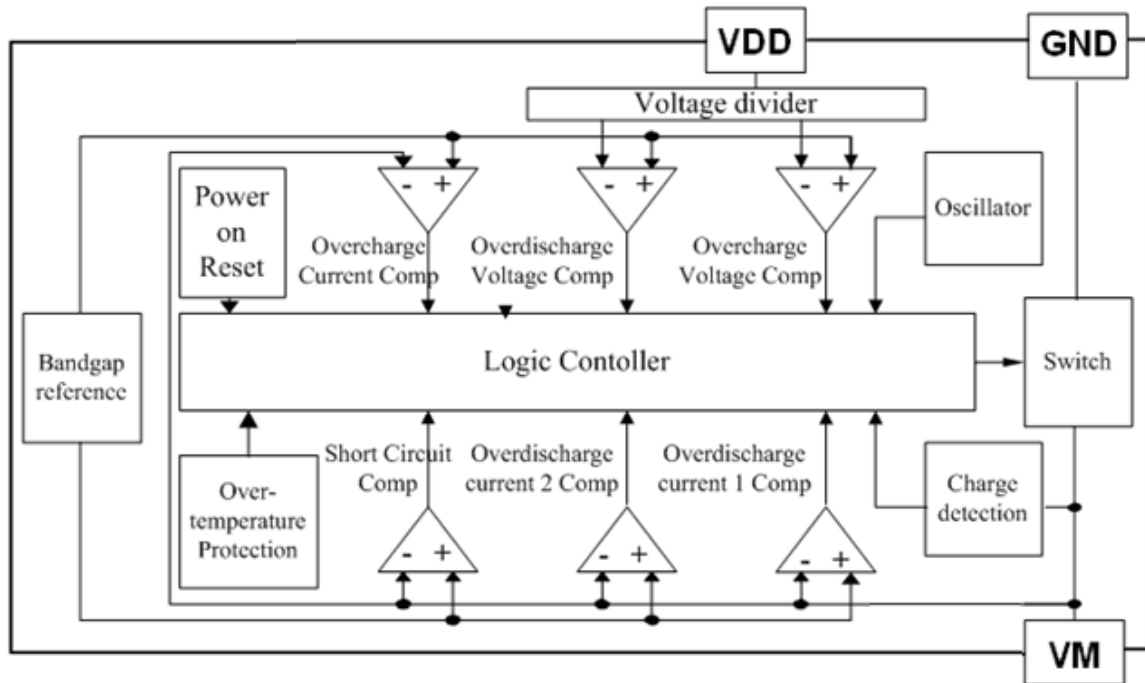 VDD
GND
Voltage divider
- +
- +
- +
Power
on
Reset
Oscillator
Overcharge
Current Comp
Overdischarge
Voltage Comp
Overcharge
Voltage Comp
Bandgap
reference
Logic Contoller
Switch
Short Circuit
Comp
Overdischarge
current 2 Comp
Overdischarge
current 1 Comp
Over-
temperature
Protection
Charge
detection
- +
- +
- +
VM